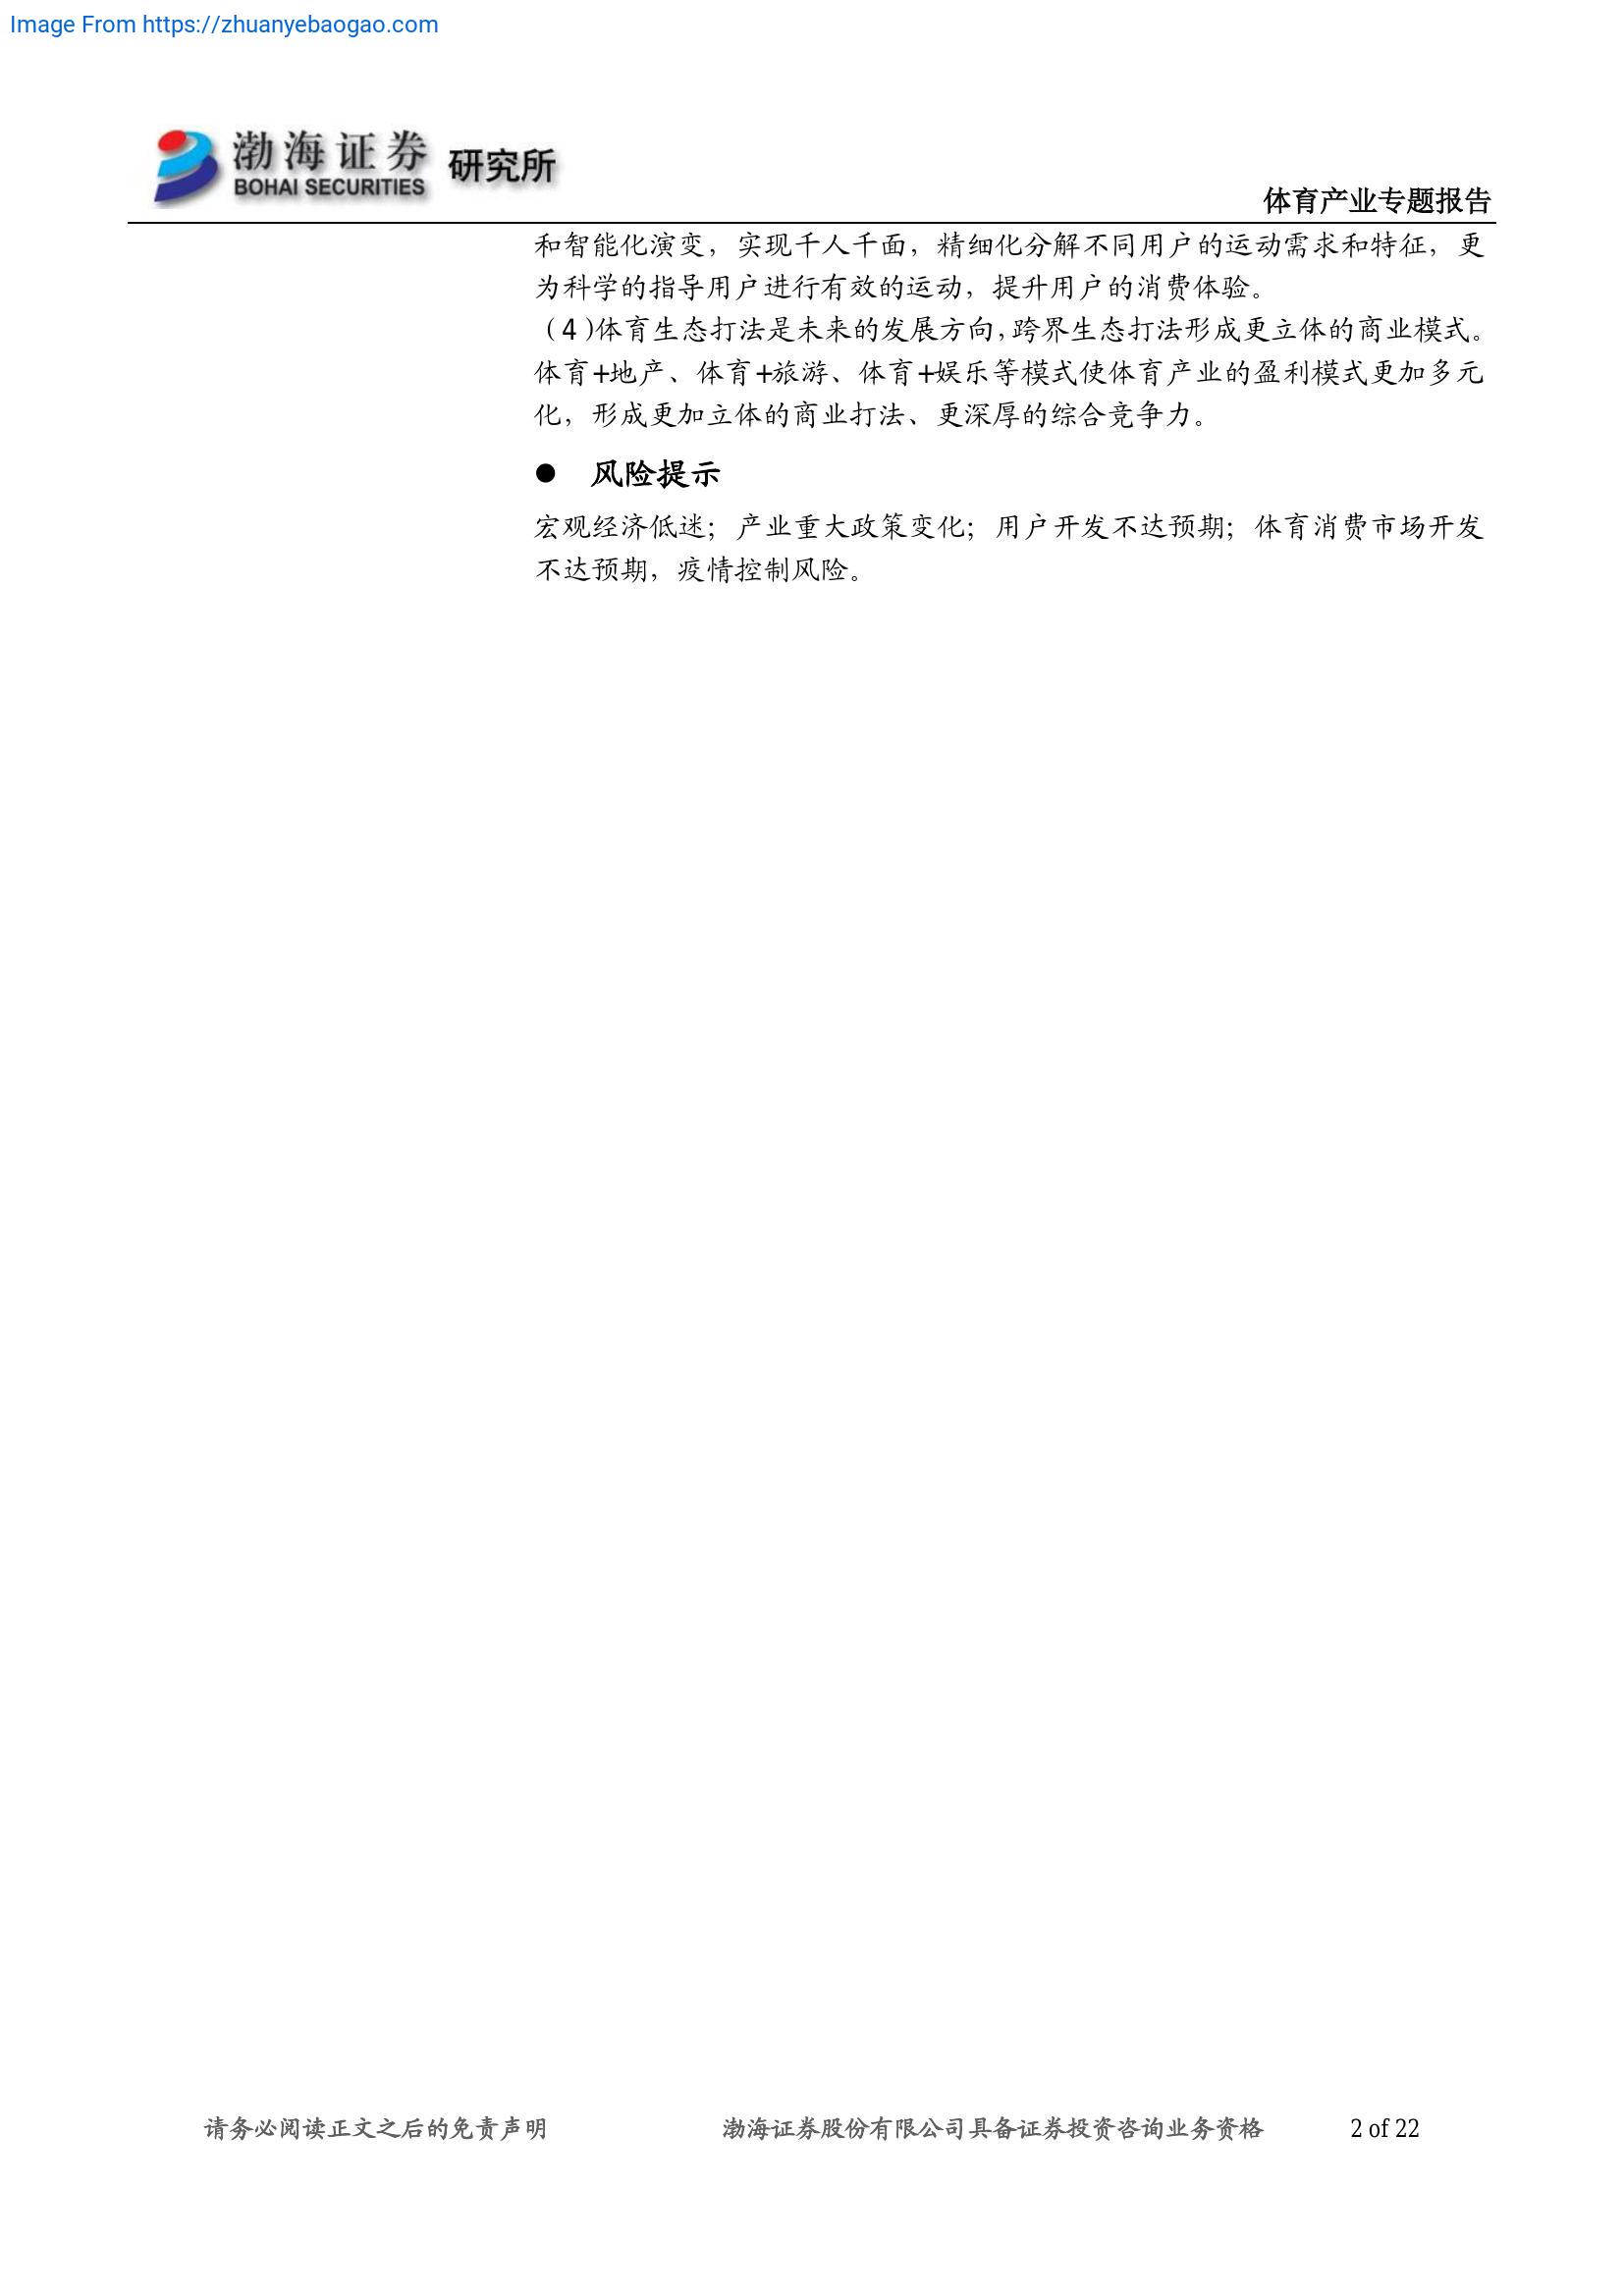 Image From https://zhuanyebaogao.com
渤海证券 研究所
BOHAI SECURITIES
体育产业专题报告
和智能化演变，实现千人千面，精细化分解不同用户的运动需求和特征，更
为科学的指导用户进行有效的运动，提升用户的消费体验。
（4)体育生态打法是未来的发展方向,跨界生态打法形成更立体的商业模式。
体育+地产、体育+旅游、体育+娱乐等模式使体育产业的盈利模式更加多元
化，形成更加立体的商业打法、更深厚的综合竞争力。
● 风险提示
宏观经济低迷；产业重大政策变化；用户开发不达预期；体育消费市场开发
不达预期，疫情控制风险。
请务必阅读正文之后的免责声明 渤海证券股份有限公司具备证券投资咨询业务资格 2 of 22